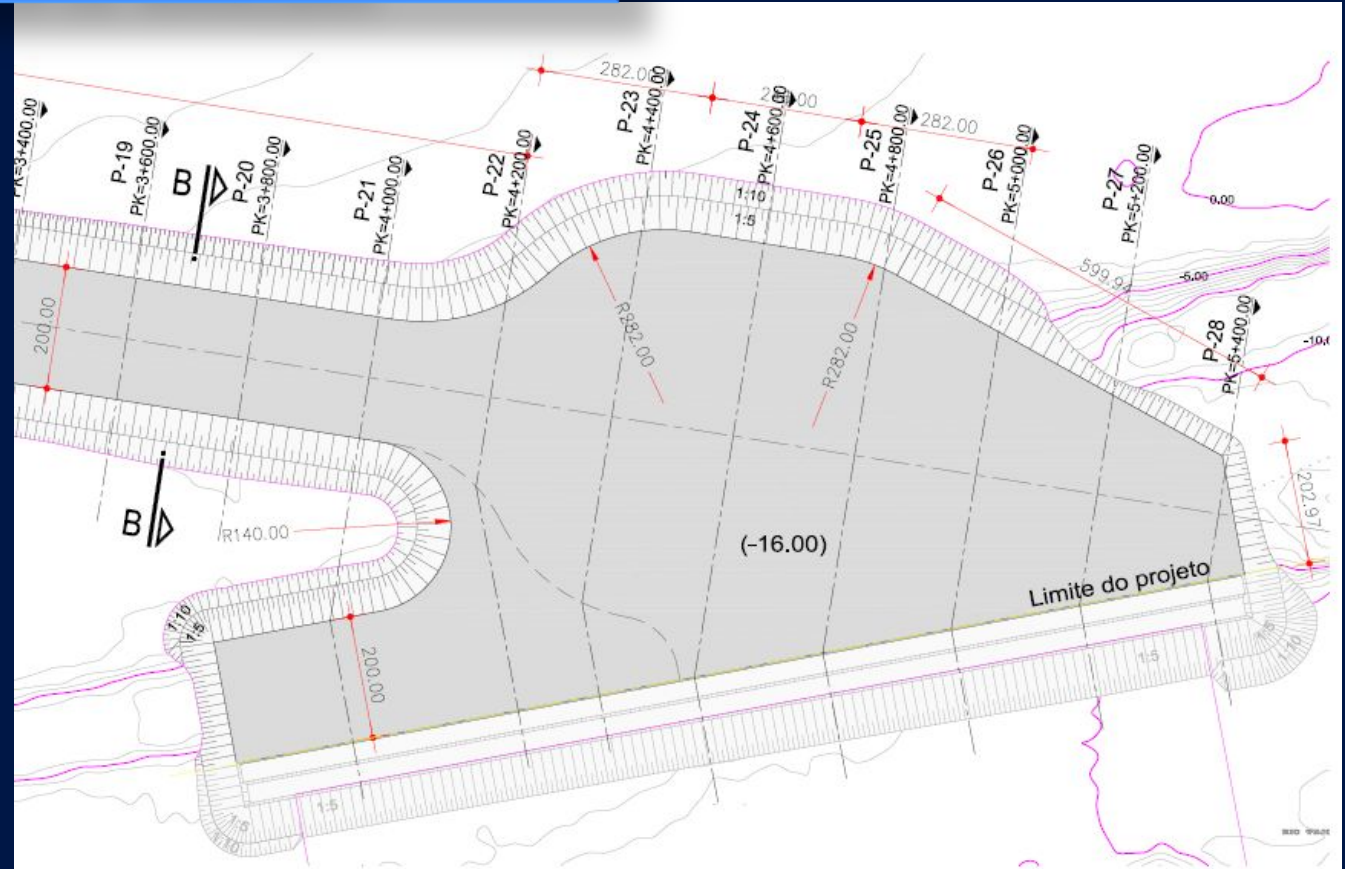 282.00
282.00
PK=3+400.00
P-19
PK=3+600.00
P-20
PK=3+800.00
P-21
PK=4+000.00
P-22
PK=4+200.00
P-23
PK=4+400.00
P-24
PK=4+600.00
P-25
PK=4+800.00
P-26
PK=5+000.00
P-27
PK=5+200.00
P-28
PK=5+400.00
B
1:10
1:5
0.00
-5.00
599.94
200.00
R282.00
R282.00
202.97
B
R140.00
(-16.00)
Limite do projeto
1:10
1:5
200.00
1:5
1:10
1:5
1:5
1:5
1:10